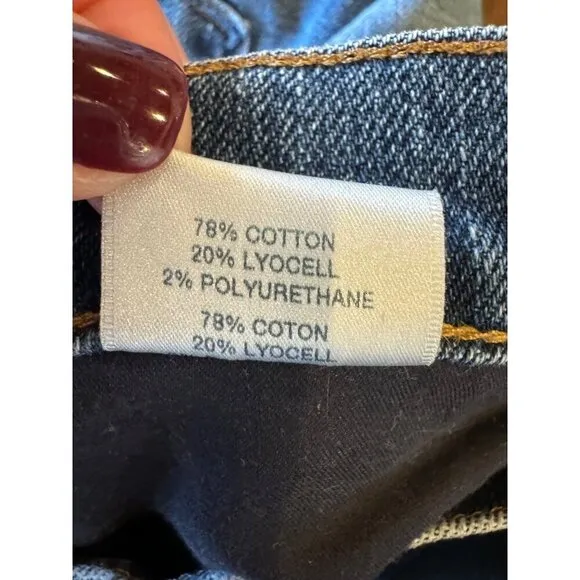 78% COTTON
20% LYOCELL
2% POLYURETHANE
78% COTON
20% LYOCELL